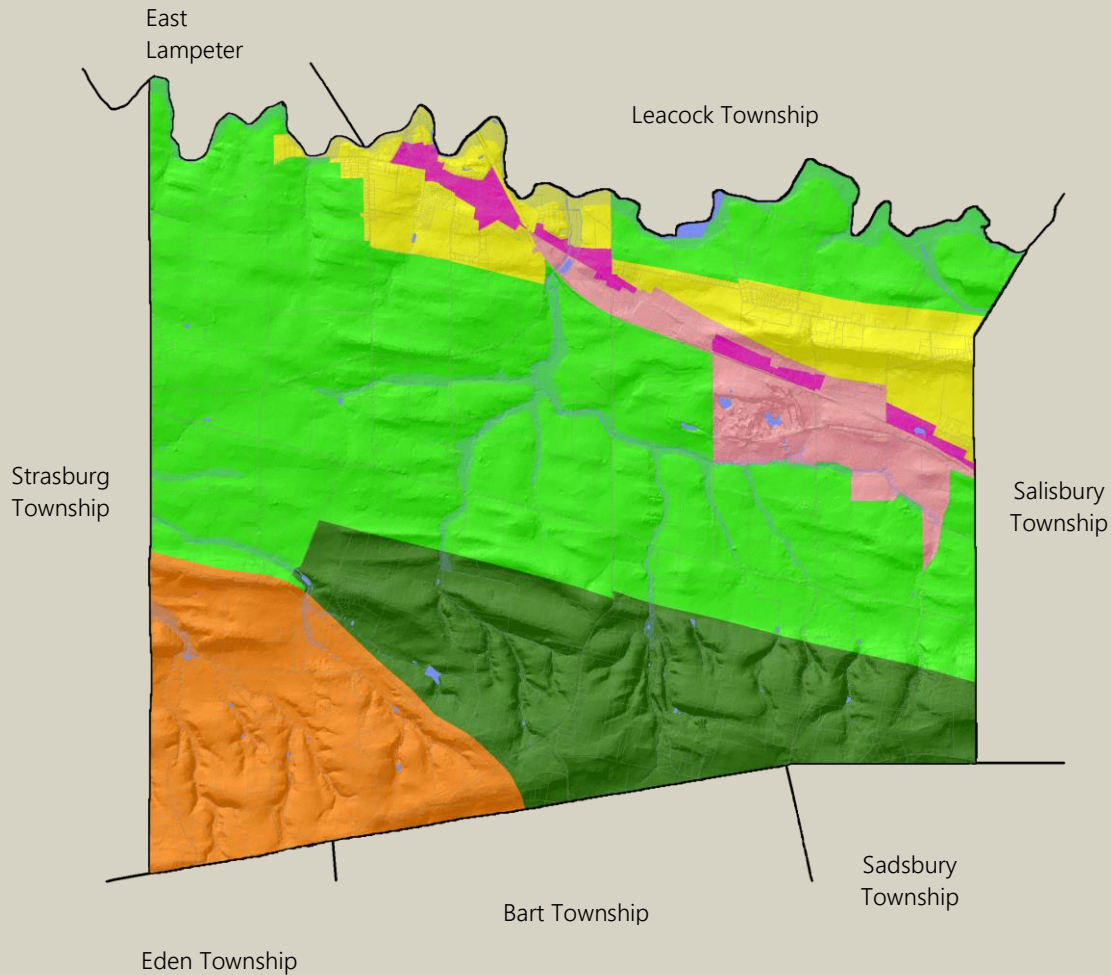 East
Lampeter
Leacock Township
Strasburg
Township
Salisbury
Township
Sadsbury
Township
Bart Township
Eden Township